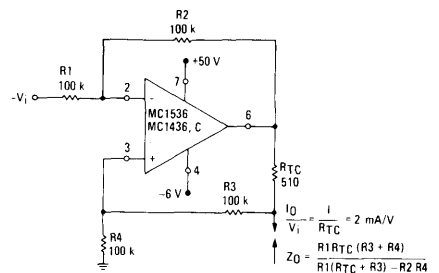 R2
100 k
+50 V
R1
100 k
7
-Vi
2
-
MC1536
MC1436, C
6
3
+
4
-6 V
RTC
510
R3
100 k
R4
100 k
IO/Vi = 1/RTC = 2 mA/V
ZO = R1RTC (R3 + R4)/R1(RTC + R3) -R2 R4